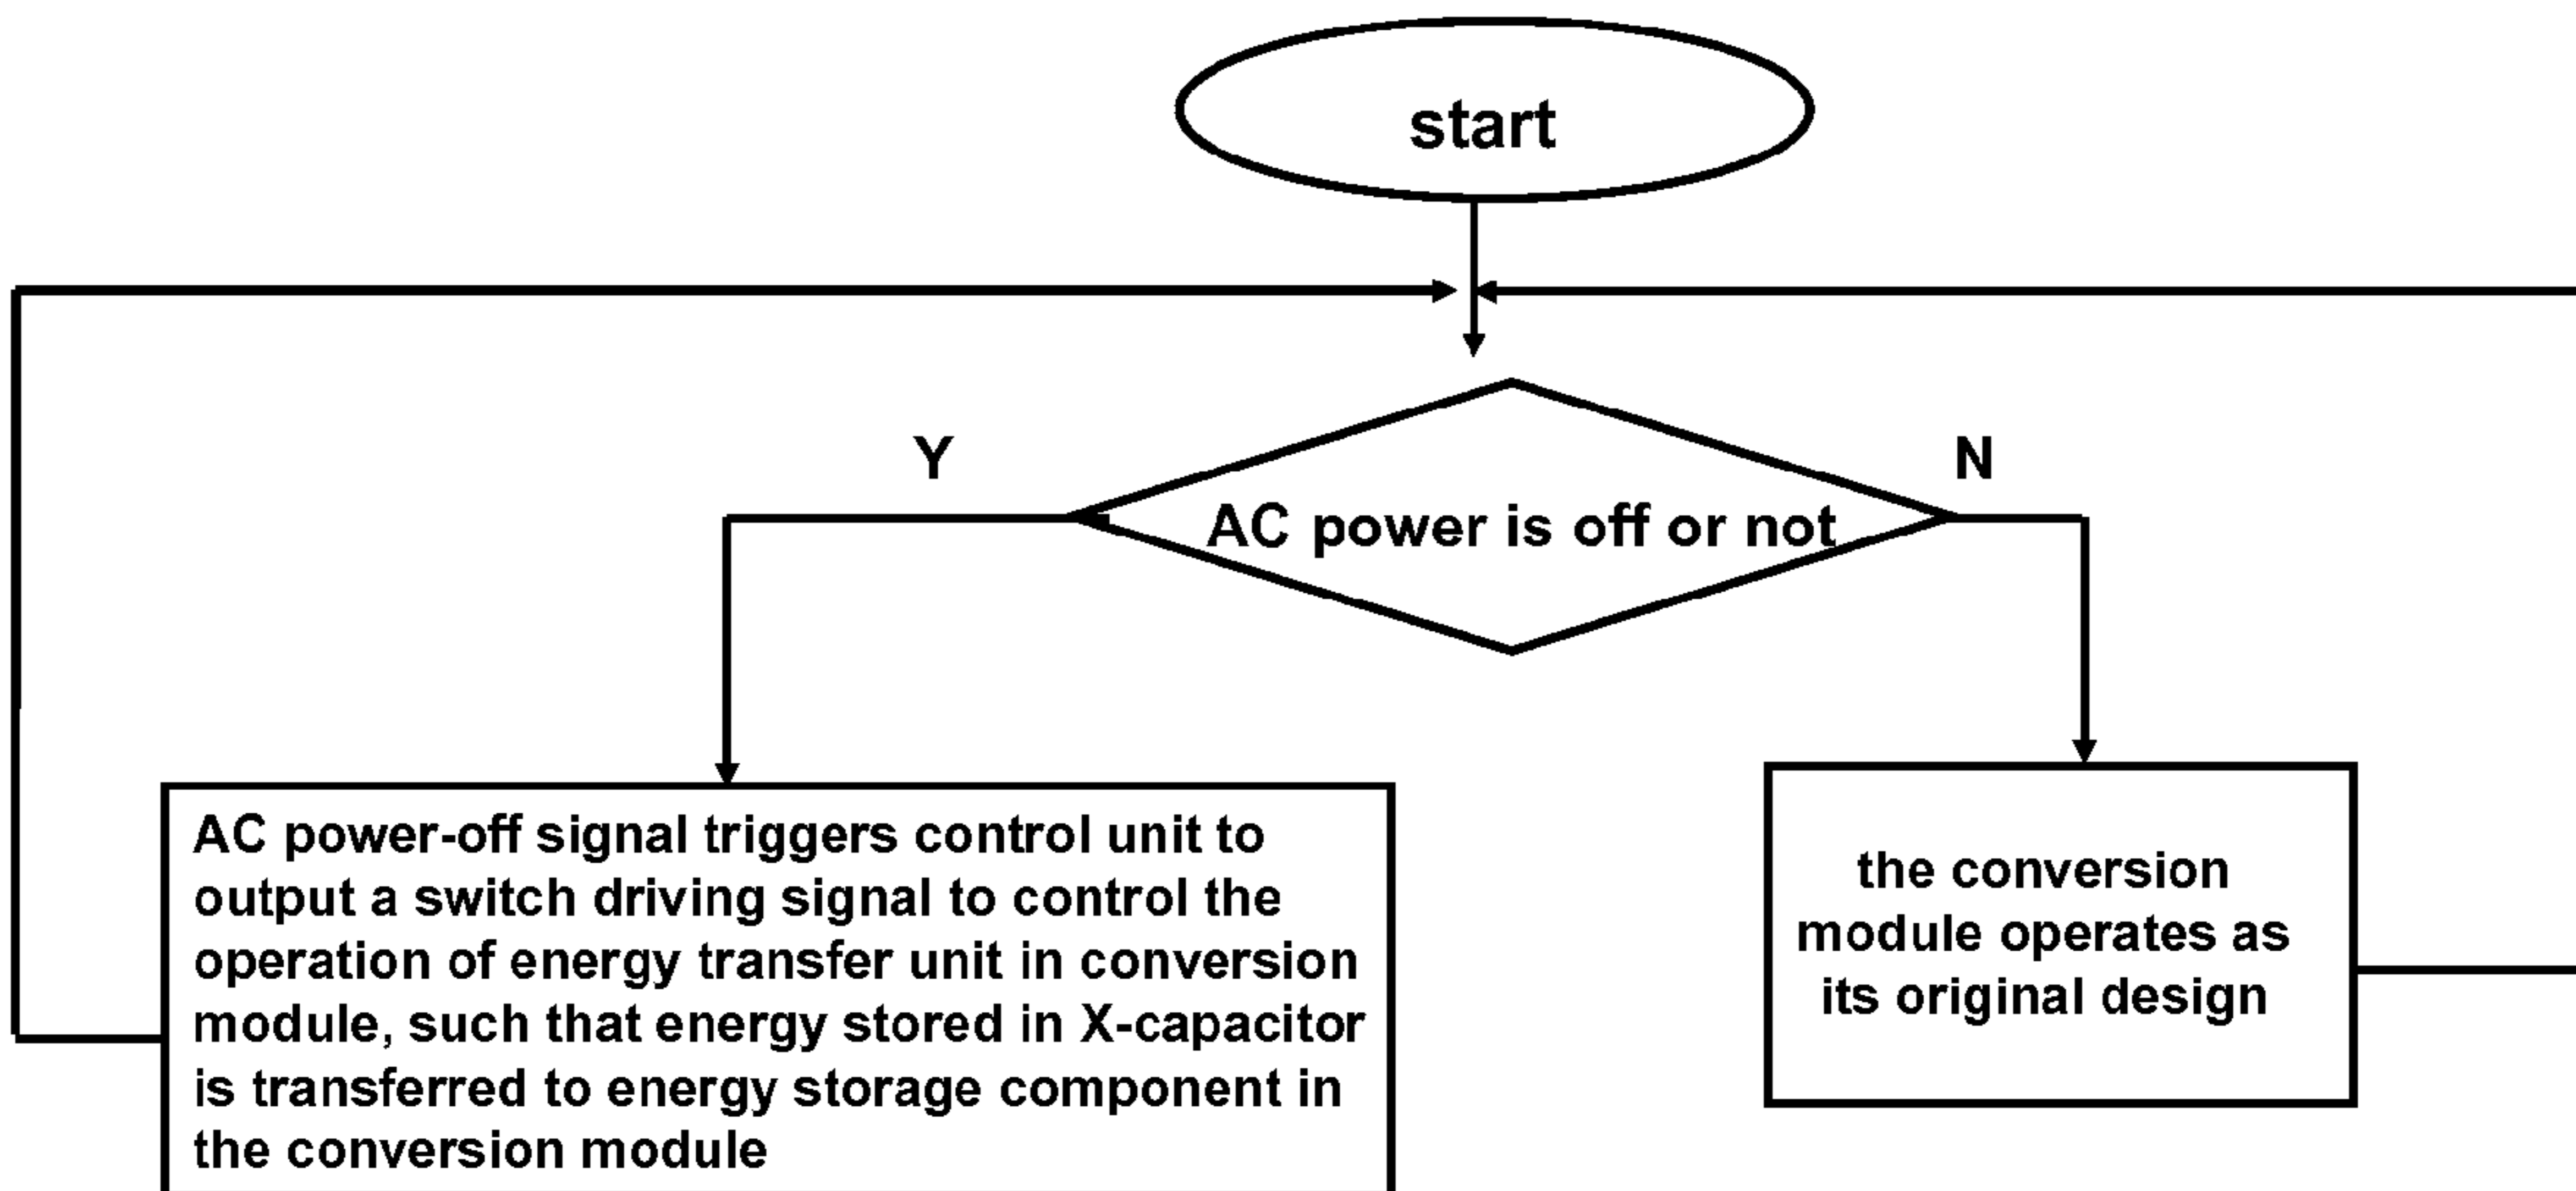 start
Y
N
AC power is off or not
AC power-off signal triggers control unit to
output a switch driving signal to control the
operation of energy transfer unit in conversion
module, such that energy stored in X-capacitor
is transferred to energy storage component in
the conversion module
the conversion
module operates as
its original design